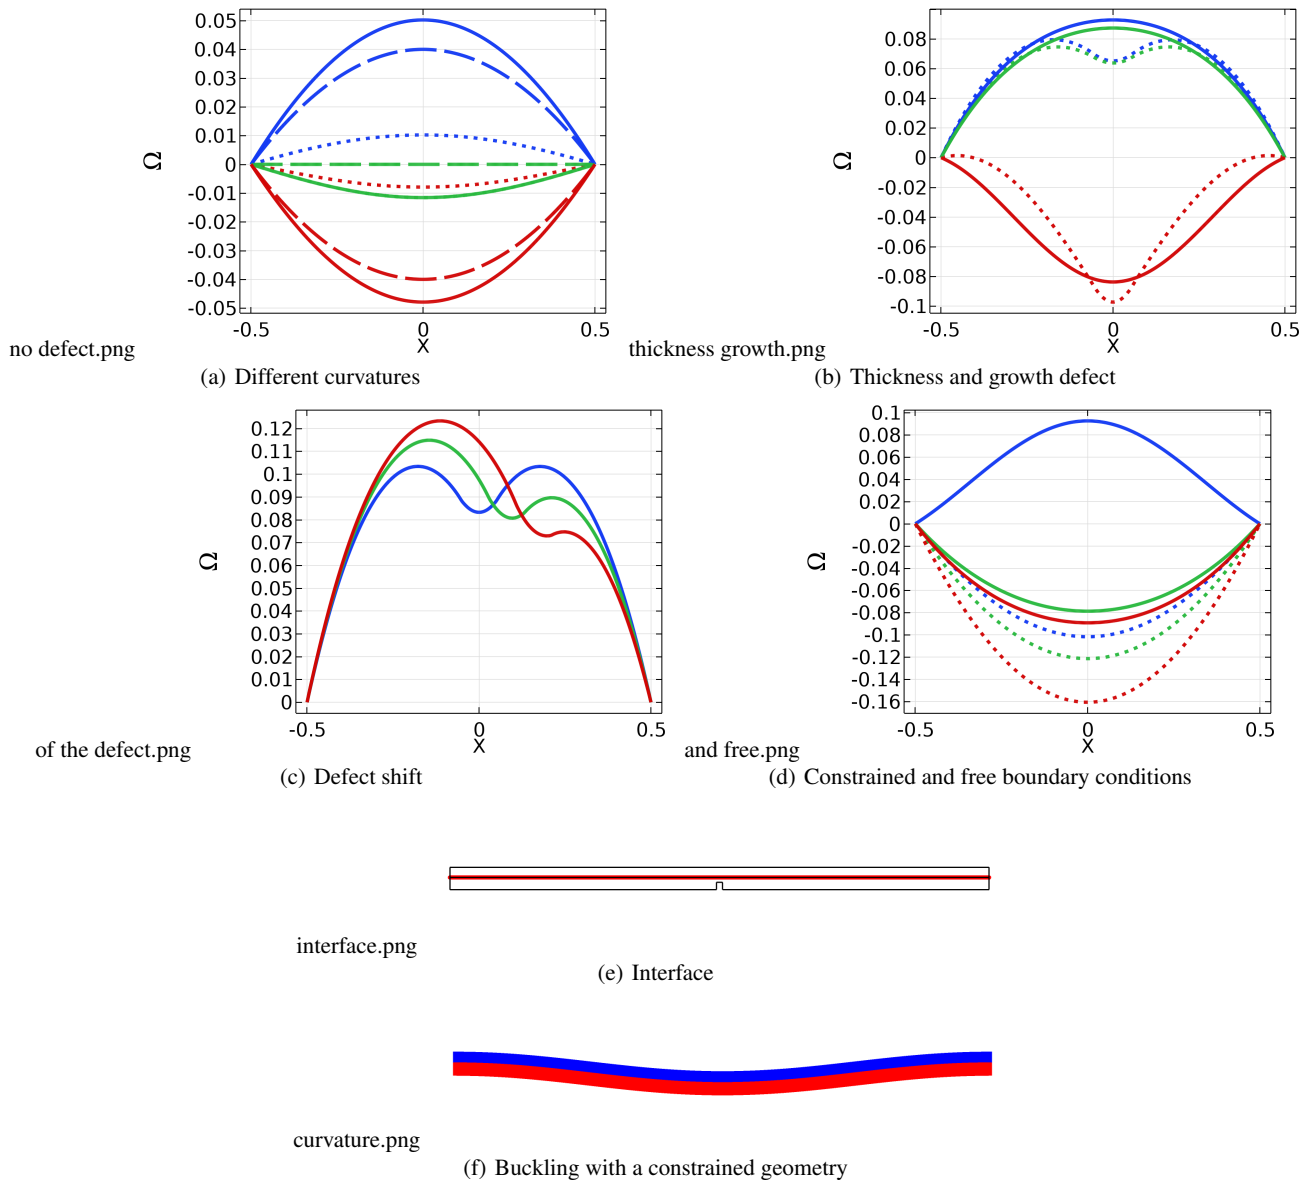 0.05
0.04
0.03
0.02
0.01
0
-0.01
-0.02
-0.03
-0.04
-0.05
Ω
-0.5 0 0.5
X
no defect.png
(a) Different curvatures
0.08
0.06
0.04
0.02
0
-0.02
-0.04
-0.06
-0.08
-0.1
Ω
-0.5 0 0.5
X
thickness growth.png
(b) Thickness and growth defect
0.12
0.11
0.1
0.09
0.08
0.07
0.06
0.05
0.04
0.03
0.02
0.01
0
Ω
-0.5 0 0.5
X
of the defect.png
(c) Defect shift
0.1
0.08
0.06
0.04
0.02
0
-0.02
-0.04
-0.06
-0.08
-0.1
-0.12
-0.14
-0.16
Ω
-0.5 0 0.5
X
and free.png
(d) Constrained and free boundary conditions
interface.png
(e) Interface
curvature.png
(f) Buckling with a constrained geometry